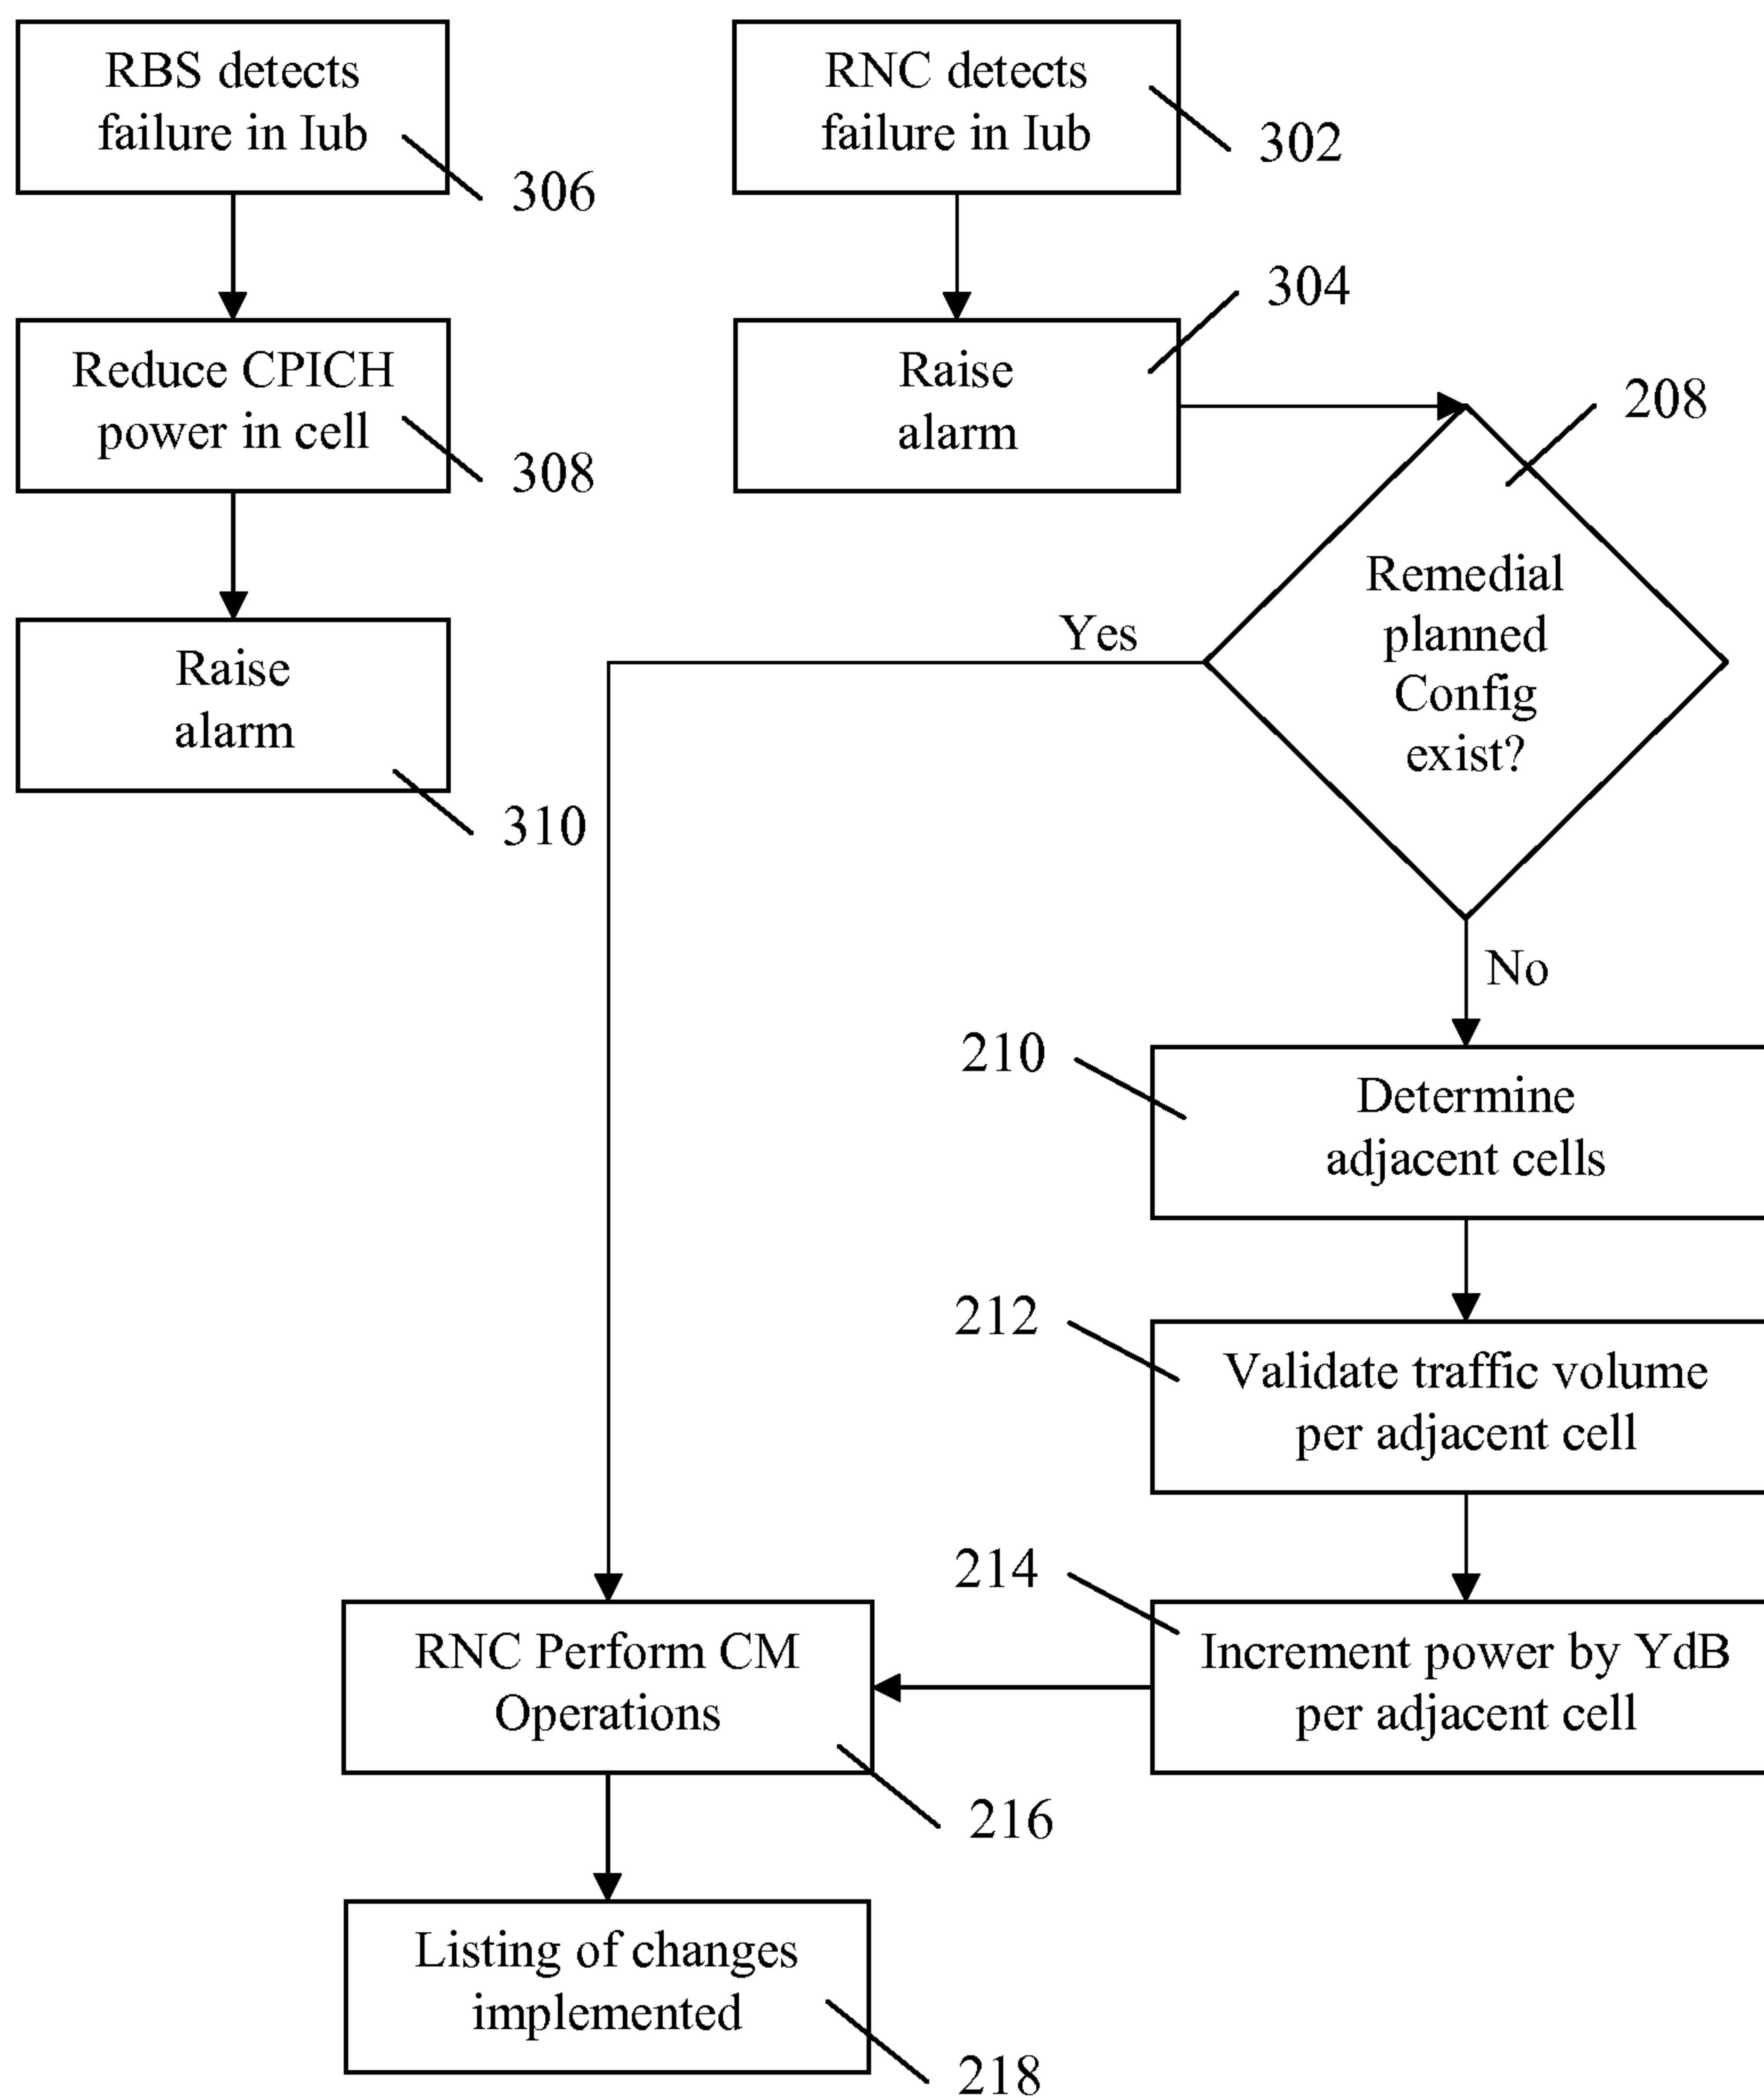 RBS detects
failure in Iub
306
Reduce CPICH
power in cell
308
Raise
alarm
310
RNC detects
failure in Iub
302
Raise
alarm
304
208
Remedial
planned
Config
exist?
Yes
No
210
Determine
adjacent cells
212
Validate traffic volume
per adjacent cell
214
Increment power by YdB
per adjacent cell
RNC Perform CM
Operations
216
Listing of changes
implemented
218